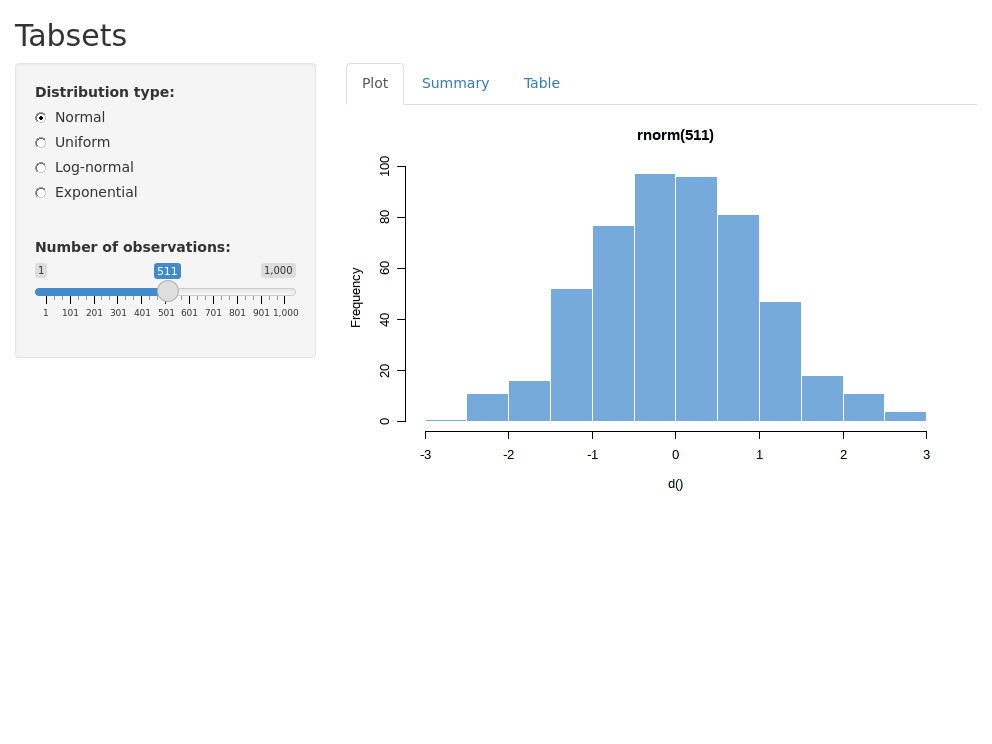 Tabsets
Distribution type:
Normal
Uniform
Log-normal
Exponential
Number of observations:
1 511 1,000
1 101 201 301 401 501 601 701 801 901 1,000
Plot Summary Table
rnorm(511)
Frequency
100
80
60
40
20
0
-3 -2 -1 0 1 2 3
d()